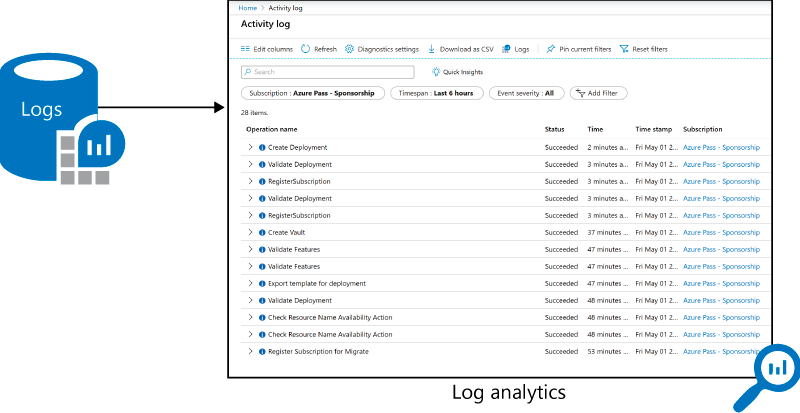 Home > Activity log
Activity log
Edit columns Refresh Diagnostics settings Download as CSV Logs Pin current filters Reset filters
Search Quick Insights
Subscription : Azure Pass - Sponsorship Timespan : Last 6 hours Event severity : All Add Filter
28 items.
Operation name Status Time Time stamp Subscription
Create Deployment Succeeded 2 minutes a... Fri May 01 2... Azure Pass - Sponsorship
Validate Deployment Succeeded 3 minutes a... Fri May 01 2... Azure Pass - Sponsorship
RegisterSubscription Succeeded 3 minutes a... Fri May 01 2... Azure Pass - Sponsorship
Validate Deployment Succeeded 3 minutes a... Fri May 01 2... Azure Pass - Sponsorship
RegisterSubscription Succeeded 3 minutes a... Fri May 01 2... Azure Pass - Sponsorship
Create Vault Succeeded 37 minutes ... Fri May 01 2... Azure Pass - Sponsorship
Validate Features Succeeded 47 minutes ... Fri May 01 2... Azure Pass - Sponsorship
Validate Features Succeeded 47 minutes ... Fri May 01 2... Azure Pass - Sponsorship
Export template for deployment Succeeded 47 minutes ... Fri May 01 2... Azure Pass - Sponsorship
Validate Deployment Succeeded 48 minutes ... Fri May 01 2... Azure Pass - Sponsorship
Check Resource Name Availability Action Succeeded 48 minutes ... Fri May 01 2... Azure Pass - Sponsorship
Check Resource Name Availability Action Succeeded 48 minutes ... Fri May 01 2... Azure Pass - Sponsorship
Register Subscription for Migrate Succeeded 53 minutes ... Fri May 01 2... Azure Pass - Sponsorship
Logs
Log analytics